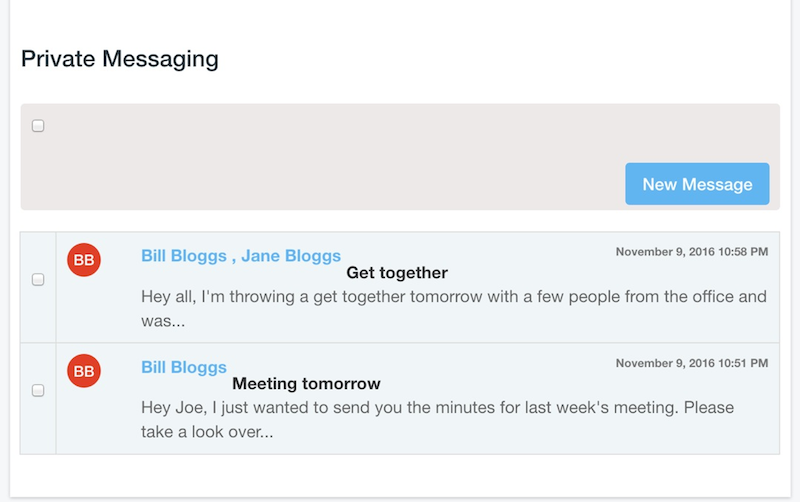 Private Messaging
New Message
BB
Bill Bloggs , Jane Bloggs
November 9, 2016 10:58 PM
Get together
Hey all, I'm throwing a get together tomorrow with a few people from the office and
was...
BB
Bill Bloggs
November 9, 2016 10:51 PM
Meeting tomorrow
Hey Joe, I just wanted to send you the minutes for last week's meeting. Please
take a look over...